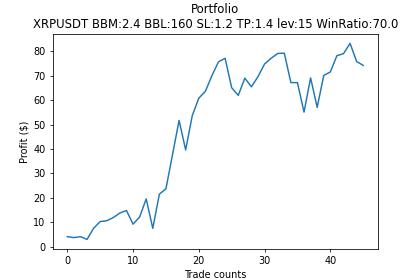 Portfolio
XRPUSDT BBM:2.4 BBL:160 SL:1.2 TP:1.4 lev:15 WinRatio:70.0
80
70
60
50
40
30
20
10
0
Profit ($)
0 10 20 30 40
Trade counts